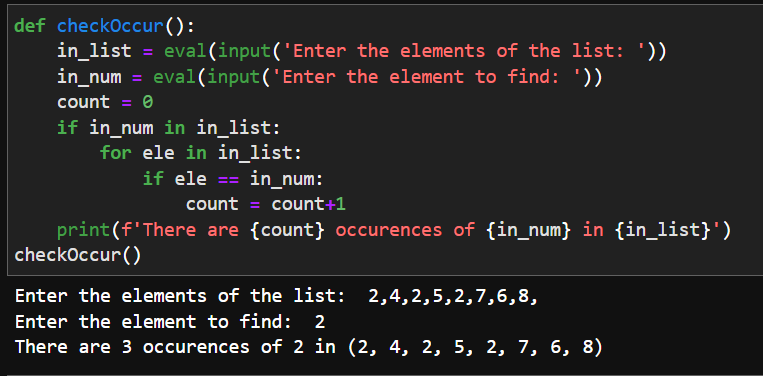 def checkOccur():
    in_list = eval(input('Enter the elements of the list: '))
    in_num = eval(input('Enter the element to find: '))
    count = 0
    if in_num in in_list:
        for ele in in_list:
            if ele == in_num:
                count = count+1
    print(f'There are {count} occurences of {in_num} in {in_list}')
checkOccur()
Enter the elements of the list:  2,4,2,5,2,7,6,8,
Enter the element to find:  2
There are 3 occurences of 2 in (2, 4, 2, 5, 2, 7, 6, 8)